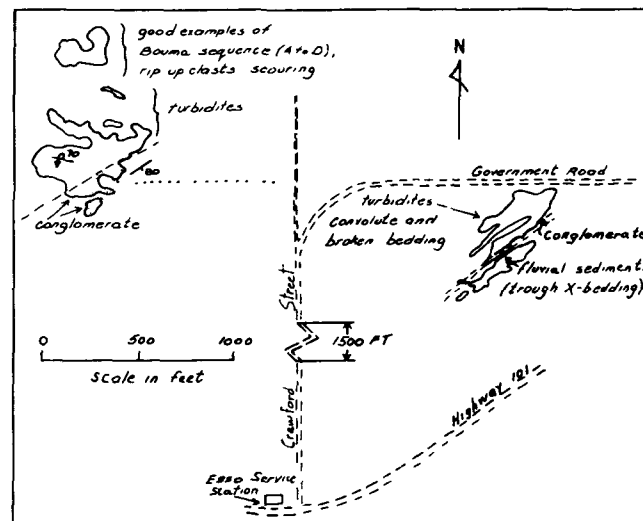 good examples of
Bouma sequence (A to D),
rip up clasts scouring
turbidites
70
80
conglomerate
N
Government Road
turbidites
convolute and
broken bedding
conglomerate
fluvial sediments
(trough X-bedding)
Street
1500 FT
0 500 1000
Scale in feet
Crawford
Highway 101
Esso Service
Station